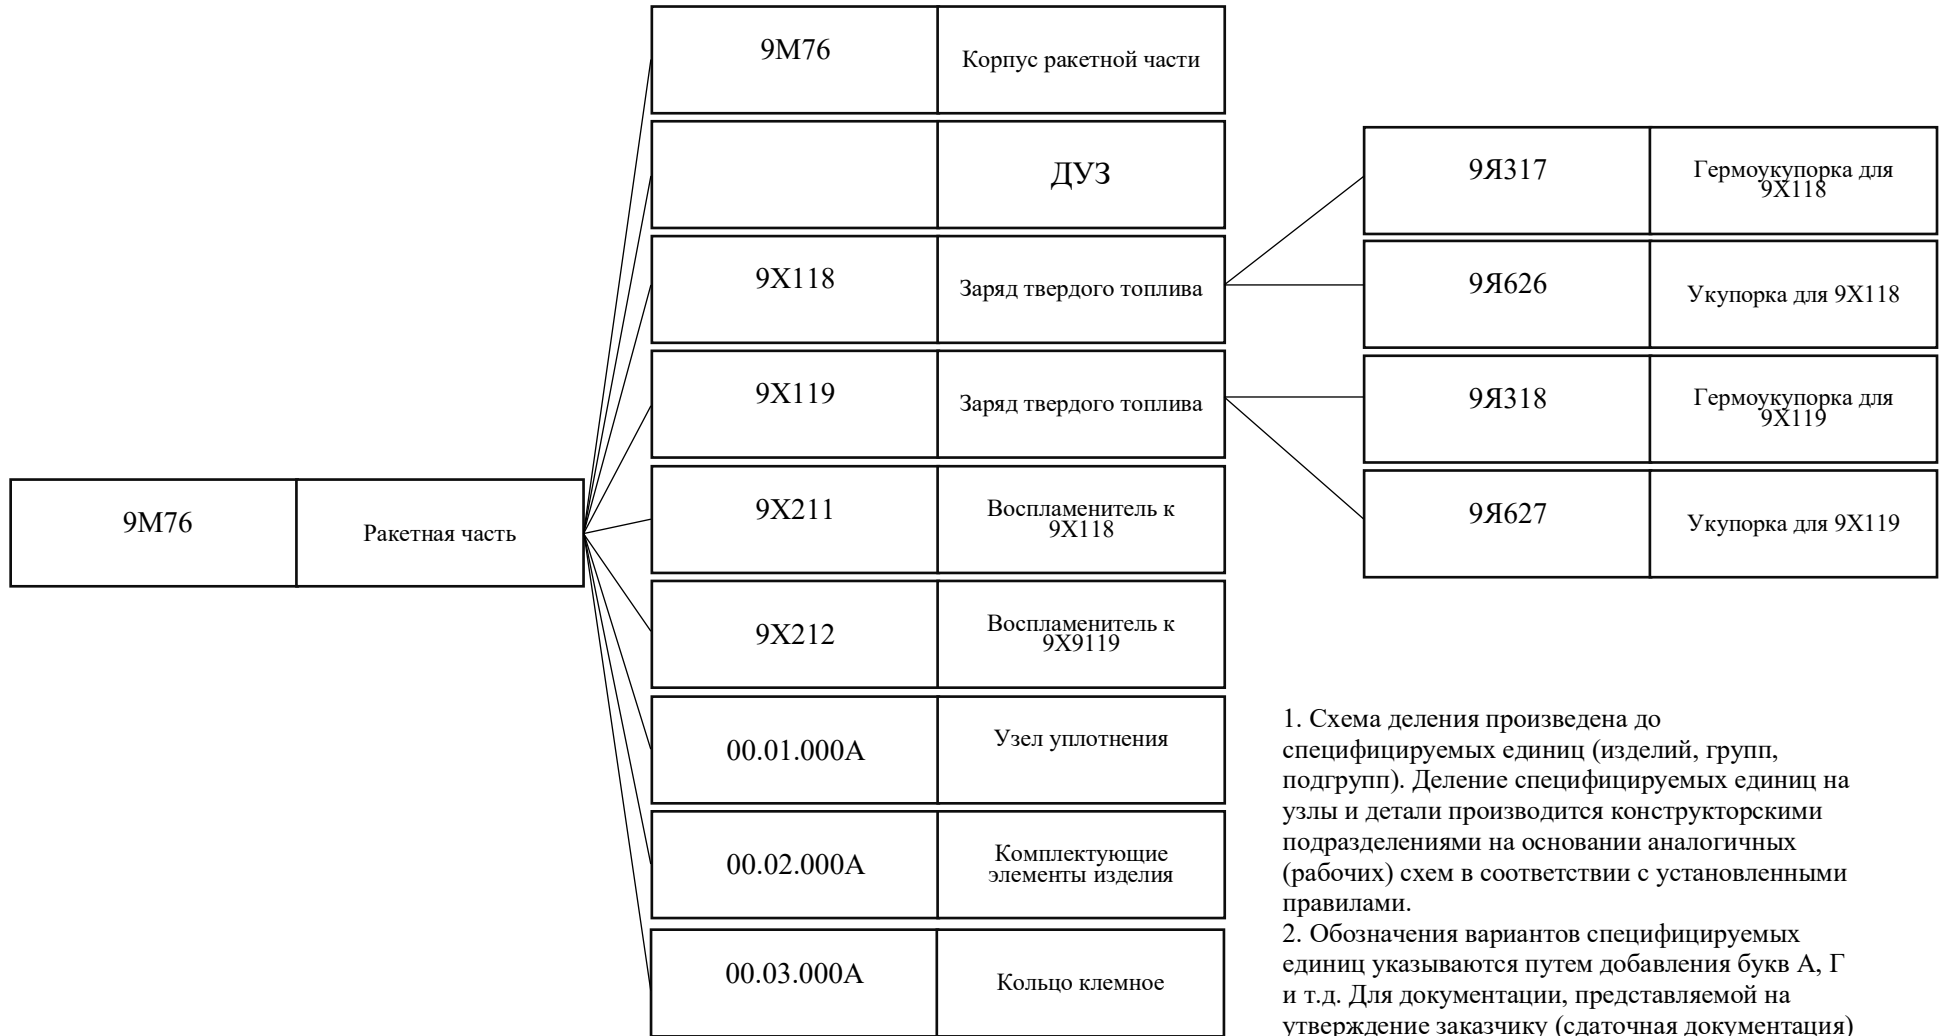 9М76
Ракетная часть
9М76
Корпус ракетной части
ДУЗ
9Х118
Заряд твердого топлива
9Х119
Заряд твердого топлива
9Х211
Воспламенитель к
9Х118
9Х212
Воспламенитель к
9Х9119
00.01.000А
Узел уплотнения
00.02.000А
Комплектующие
элементы изделия
00.03.000А
Кольцо клемное
9Я317
Гермоукупорка для
9Х118
9Я626
Укупорка для 9Х118
9Я318
Гермоукупорка для
9Х119
9Я627
Укупорка для 9Х119
1. Схема деления произведена до
специфицируемых единиц (изделий, групп,
подгрупп). Деление специфицируемых единиц на
узлы и детали производится конструкторскими
подразделениями на основании аналогичных
(рабочих) схем в соответствии с установленными
правилами.
2. Обозначения вариантов специфицируемых
единиц указываются путем добавления букв А, Г
и т.д. Для документации, представляемой на
утверждение заказчику (сдаточная документация)